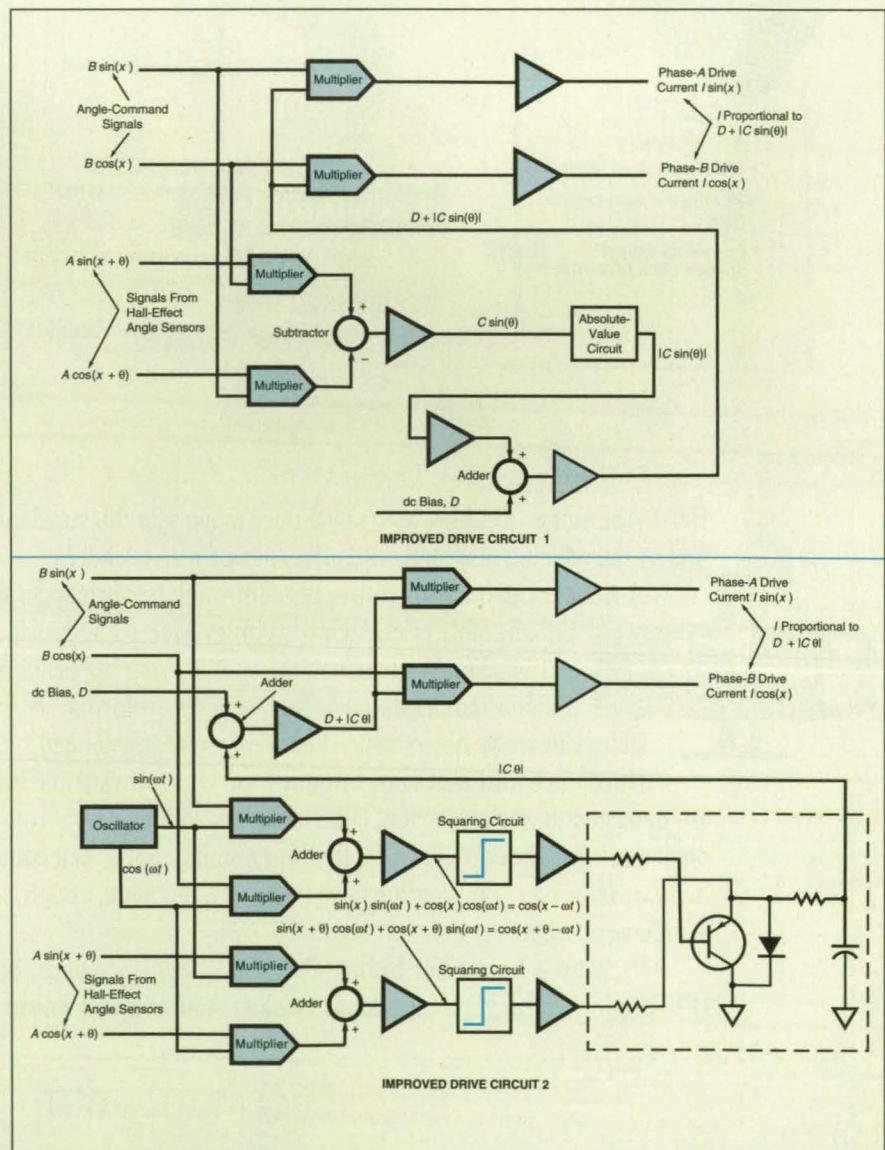 B sin(x)
Angle-Command
Signals
B cos(x)
Multiplier
Multiplier
Phase-A Drive
Current I sin(x)
I Proportional to
D + |C sin(θ)|
Phase-B Drive
Current I cos(x)
D + |C sin(θ)|
A sin(x + θ)
Signals From
Hall-Effect
Angle Sensors
A cos(x + θ)
Multiplier
Multiplier
Subtractor
+
−
C sin(θ)
Absolute-
Value
Circuit
|C sin(θ)|
+
Adder
+
dc Bias, D
IMPROVED DRIVE CIRCUIT 1
B sin(x)
Angle-Command
Signals
B cos(x)
Multiplier
Multiplier
Phase-A Drive
Current I sin(x)
I Proportional to
D + |C θ|
Phase-B Drive
Current I cos(x)
dc Bias, D
Adder
+
+
D + |C θ|
|C θ|
sin(ωt)
Oscillator
cos (ωt)
Multiplier
Multiplier
+
Adder
+
Squaring Circuit
sin(x) sin(ωt) + cos(x) cos(ωt) = cos(x − ωt)
sin(x + θ) cos(ωt) + cos(x + θ) sin(ωt) = cos(x + θ − ωt)
A sin(x + θ)
Signals From
Hall-Effect
Angle Sensors
A cos(x + θ)
Multiplier
Multiplier
+
Adder
+
Squaring Circuit
IMPROVED DRIVE CIRCUIT 2